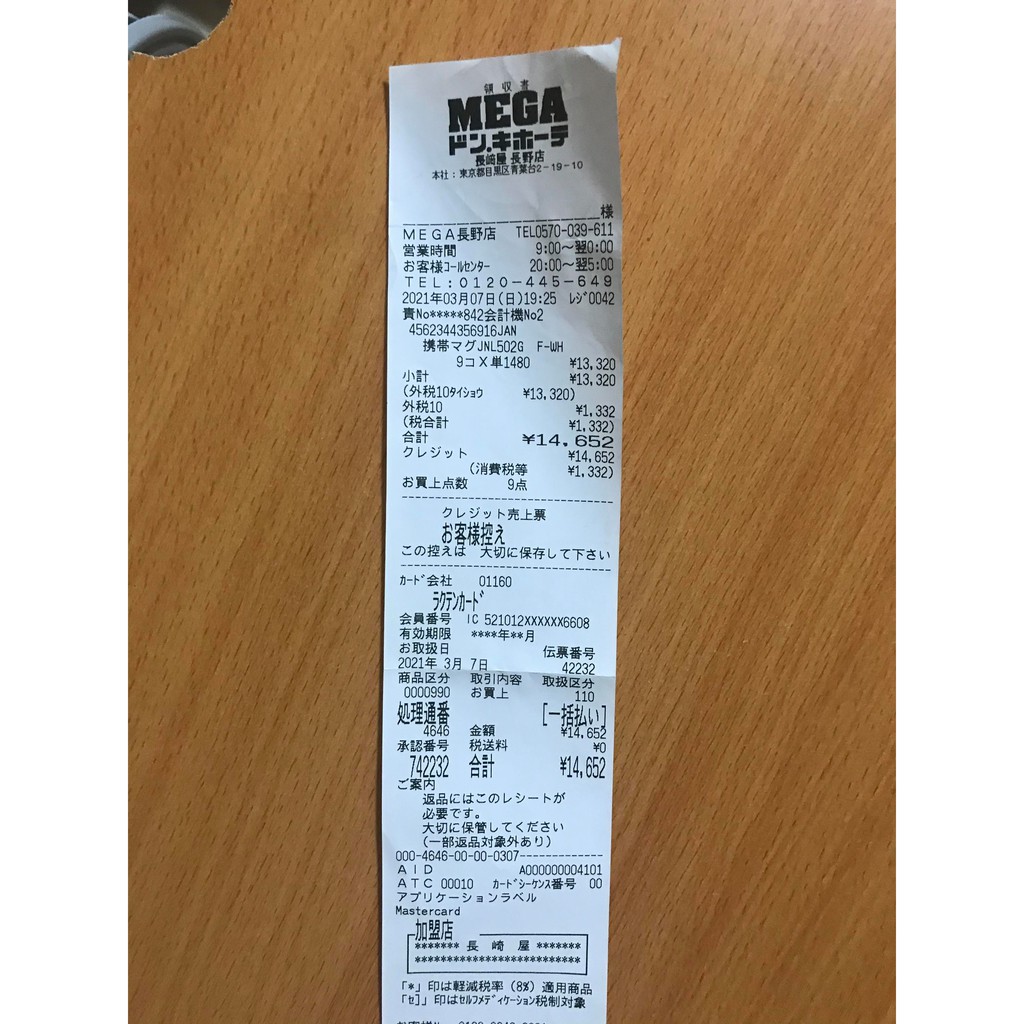 領収書
MEGA
ドン.キホーテ
長崎屋 長野店
本社：東京都目黒区青葉台2-19-10
様
ＭＥＧＡ長野店 TEL0570-039-611
営業時間 9:00～翌0:00
お客様ｺｰﾙｾﾝﾀｰ 20:00～翌5:00
ＴＥＬ：０１２０－４４５－６４９
2021年03月07日(日)19:25 ﾚｼﾞ0042
責No*****842会計機No2
4562344356916JAN
携帯マグJNL502G F-WH
9コX単1480 ¥13,320
小計 ¥13,320
(外税10ﾀｲｼｮｳ ¥13,320)
外税10 ¥1,332
(税合計 ¥1,332)
合計 ¥14,652
クレジット ¥14,652
(消費税等 ¥1,332)
お買上点数 9点
クレジット売上票
お客様控え
この控えは 大切に保存して下さい
ｶｰﾄﾞ会社 01160
ﾗｸﾃﾝｶｰﾄﾞ
会員番号 IC 521012XXXXXX6608
有効期限 ****年**月
お取扱日 伝票番号
2021年 3月 7日 42232
商品区分 取引内容 取扱区分
0000990 お買上 110
処理通番 [一括払い]
4646 金額 ¥14,652
承認番号 税送料 ¥0
742232 合計 ¥14,652
ご案内
返品にはこのレシートが
必要です。
大切に保管してください
(一部返品対象外あり)
000-4646-00-00-0307--------------
ＡＩＤ A0000000041​01
ＡＴＣ 00010 ｶｰﾄﾞｼｰｹﾝｽ番号 00
アプリケーションラベル
Mastercard
加盟店
******* 長 崎 屋 *******
*************************
「*」印は軽減税率（8%）適用商品
「ｾ」印はｾﾙﾌﾒﾃﾞｨｹｰｼｮﾝ税制対象